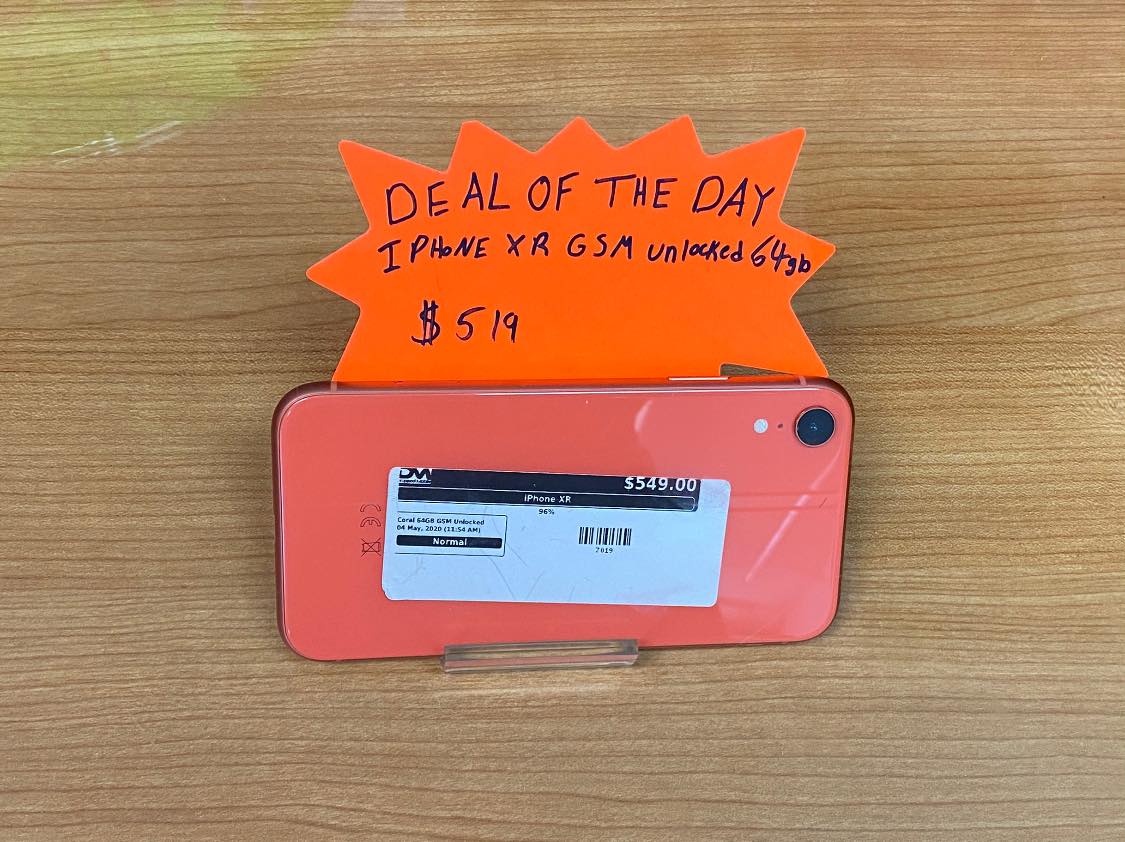 DEAL OF THE DAY
IPHONE XR GSM unlocked 64gb
$519
$549.00
iPhone XR
96%
Coral 64GB GSM Unlocked
04 May, 2020 (11:54 AM)
Normal
2019